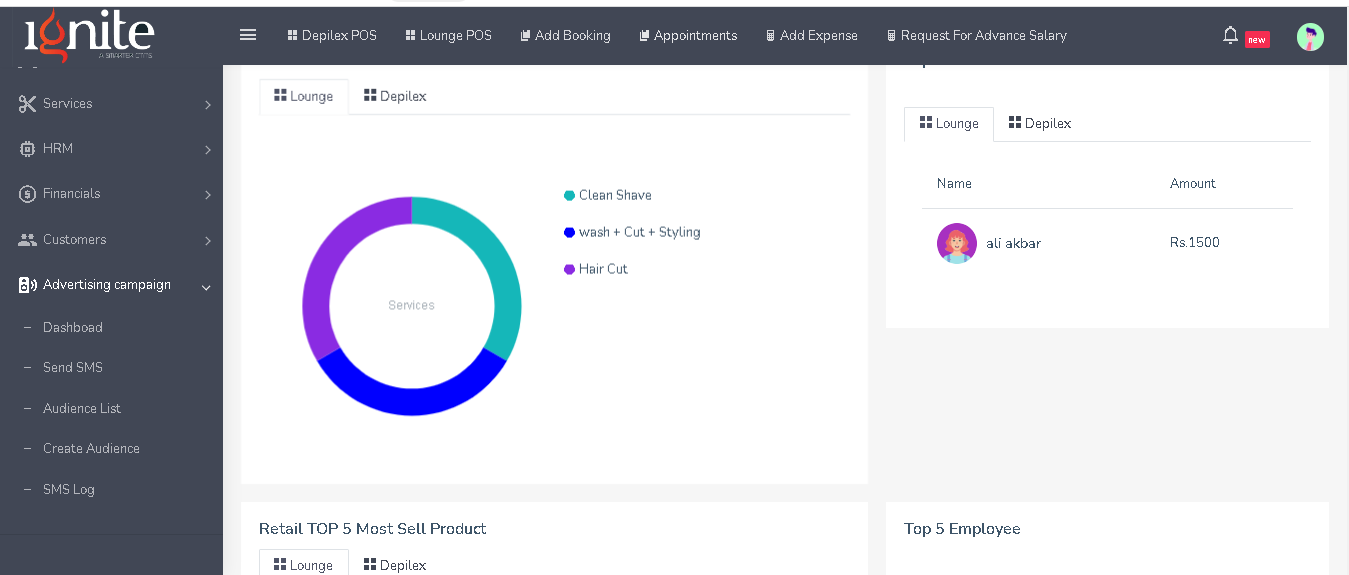 ignite
Depilex POS
Lounge POS
Add Booking
Appointments
Add Expense
Request For Advance Salary
new
Services
HRM
Financials
Customers
Advertising campaign
Dashboad
Send SMS
Audience List
Create Audience
SMS Log
Lounge
Depilex
Clean Shave
wash + Cut + Styling
Hair Cut
Services
Lounge
Depilex
Name Amount
ali akbar Rs.1500
Retail TOP 5 Most Sell Product
Lounge
Depilex
Top 5 Employee